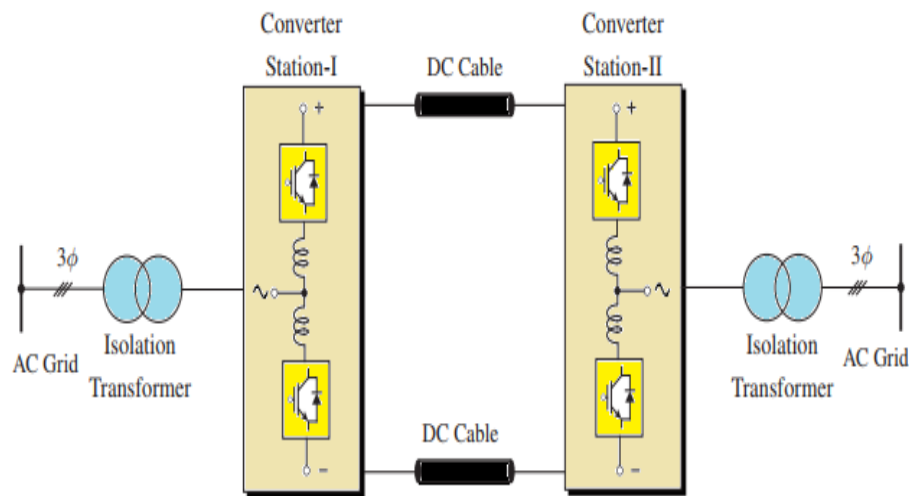 Converter
Station-I
DC Cable
Converter
Station-II
+
+
3ϕ
3ϕ
~
~
AC Grid
Isolation
Transformer
Isolation
Transformer
AC Grid
DC Cable
−
−